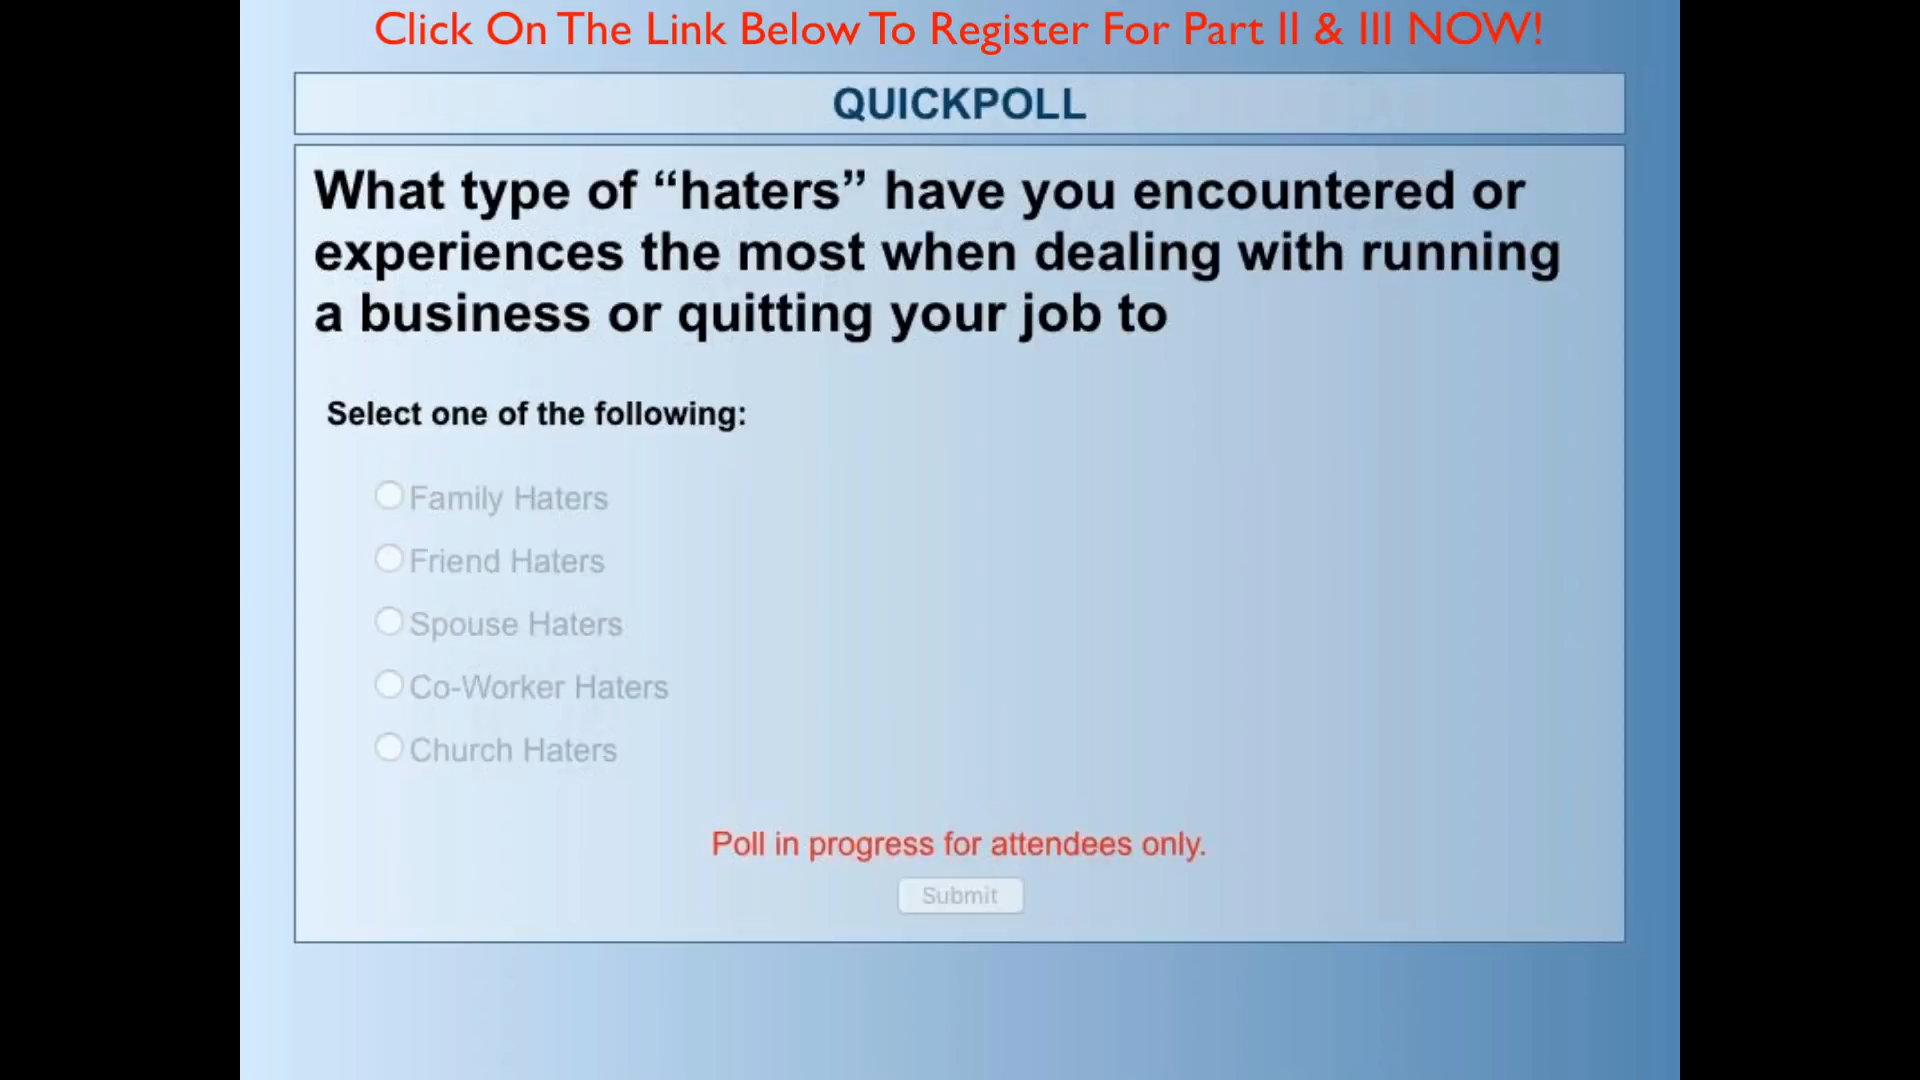 Click On The Link Below To Register For Part II & III NOW!
QUICKPOLL
What type of “haters” have you encountered or
experiences the most when dealing with running
a business or quitting your job to
Select one of the following:
Family Haters
Friend Haters
Spouse Haters
Co-Worker Haters
Church Haters
Poll in progress for attendees only.
Submit